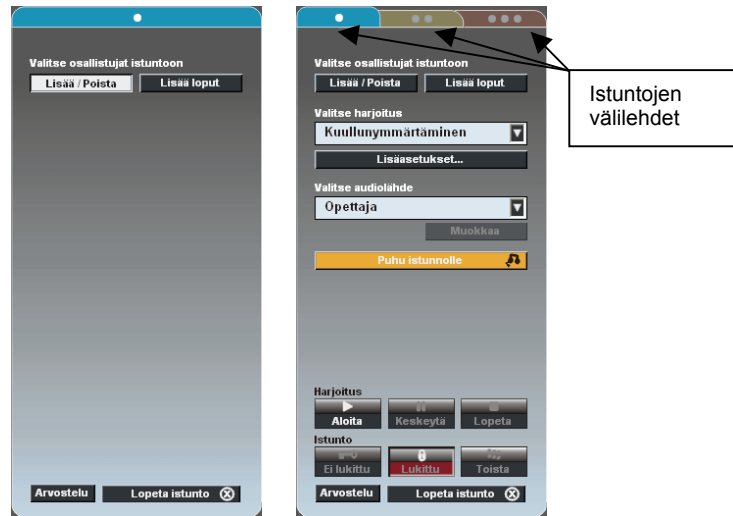 Valitse osallistujat istuntoon
Lisää / Poista Lisää loput
Arvostelu Lopeta istunto
Valitse osallistujat istuntoon
Lisää / Poista Lisää loput
Valitse harjoitus
Kuullunymmärtäminen
Lisäasetukset...
Valitse audiolähde
Opettaja
Muokkaa
Puhu istunnolle
Harjoitus
Aloita Keskeytä Lopeta
Istunto
Ei lukittu Lukittu Toista
Arvostelu Lopeta istunto
Istuntojen
välilehdet